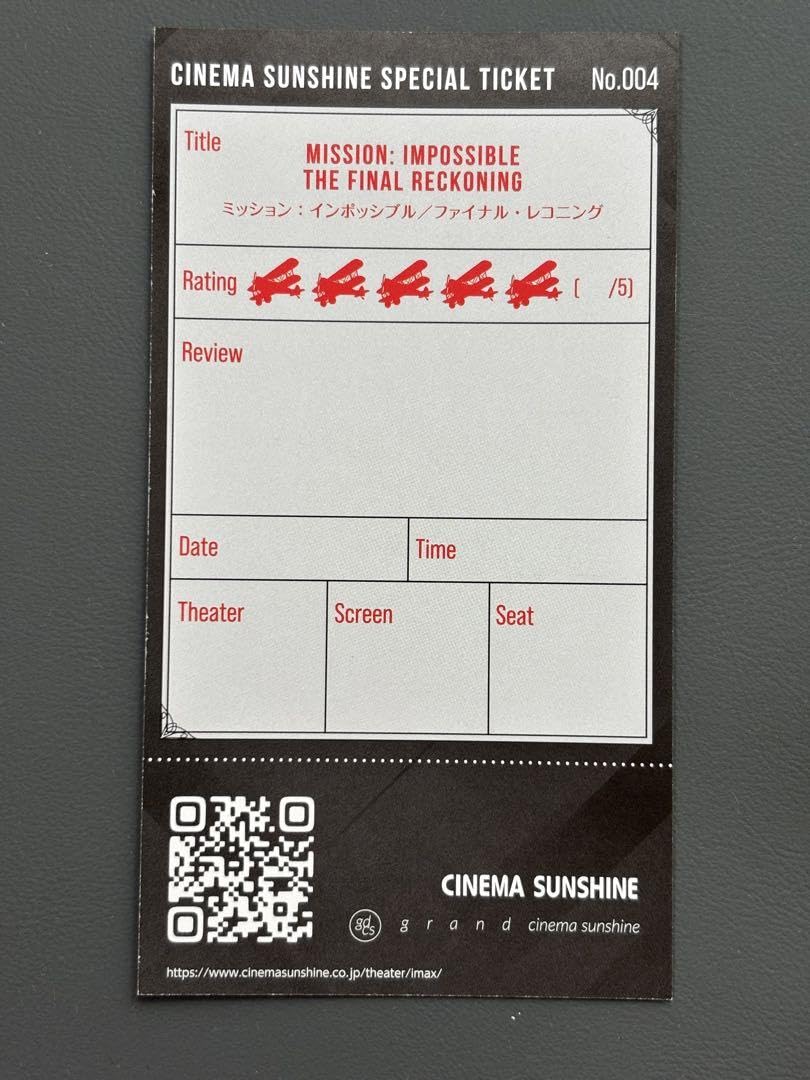 CINEMA SUNSHINE SPECIAL TICKET No.004
Title
MISSION: IMPOSSIBLE
THE FINAL RECKONING
ミッション：インポッシブル／ファイナル・レコニング
Rating ( /5)
Review
Date Time
Theater Screen Seat
CINEMA SUNSHINE
gdcs grand cinema sunshine
https://www.cinemasunshine.co.jp/theater/imax/